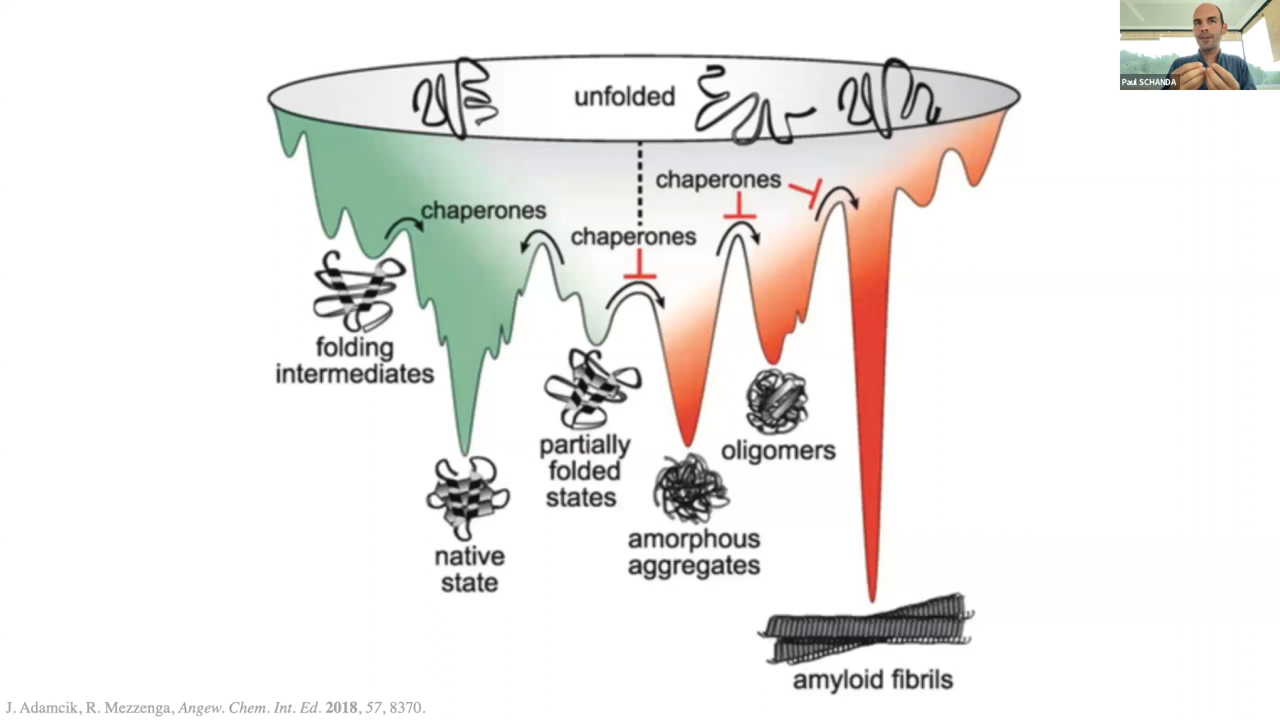 Paul SCHANDA
unfolded
chaperones
chaperones
chaperones
folding
intermediates
partially
folded
states
oligomers
native
state
amorphous
aggregates
amyloid fibrils
J. Adamcik, R. Mezzenga, Angew. Chem. Int. Ed. 2018, 57, 8370.